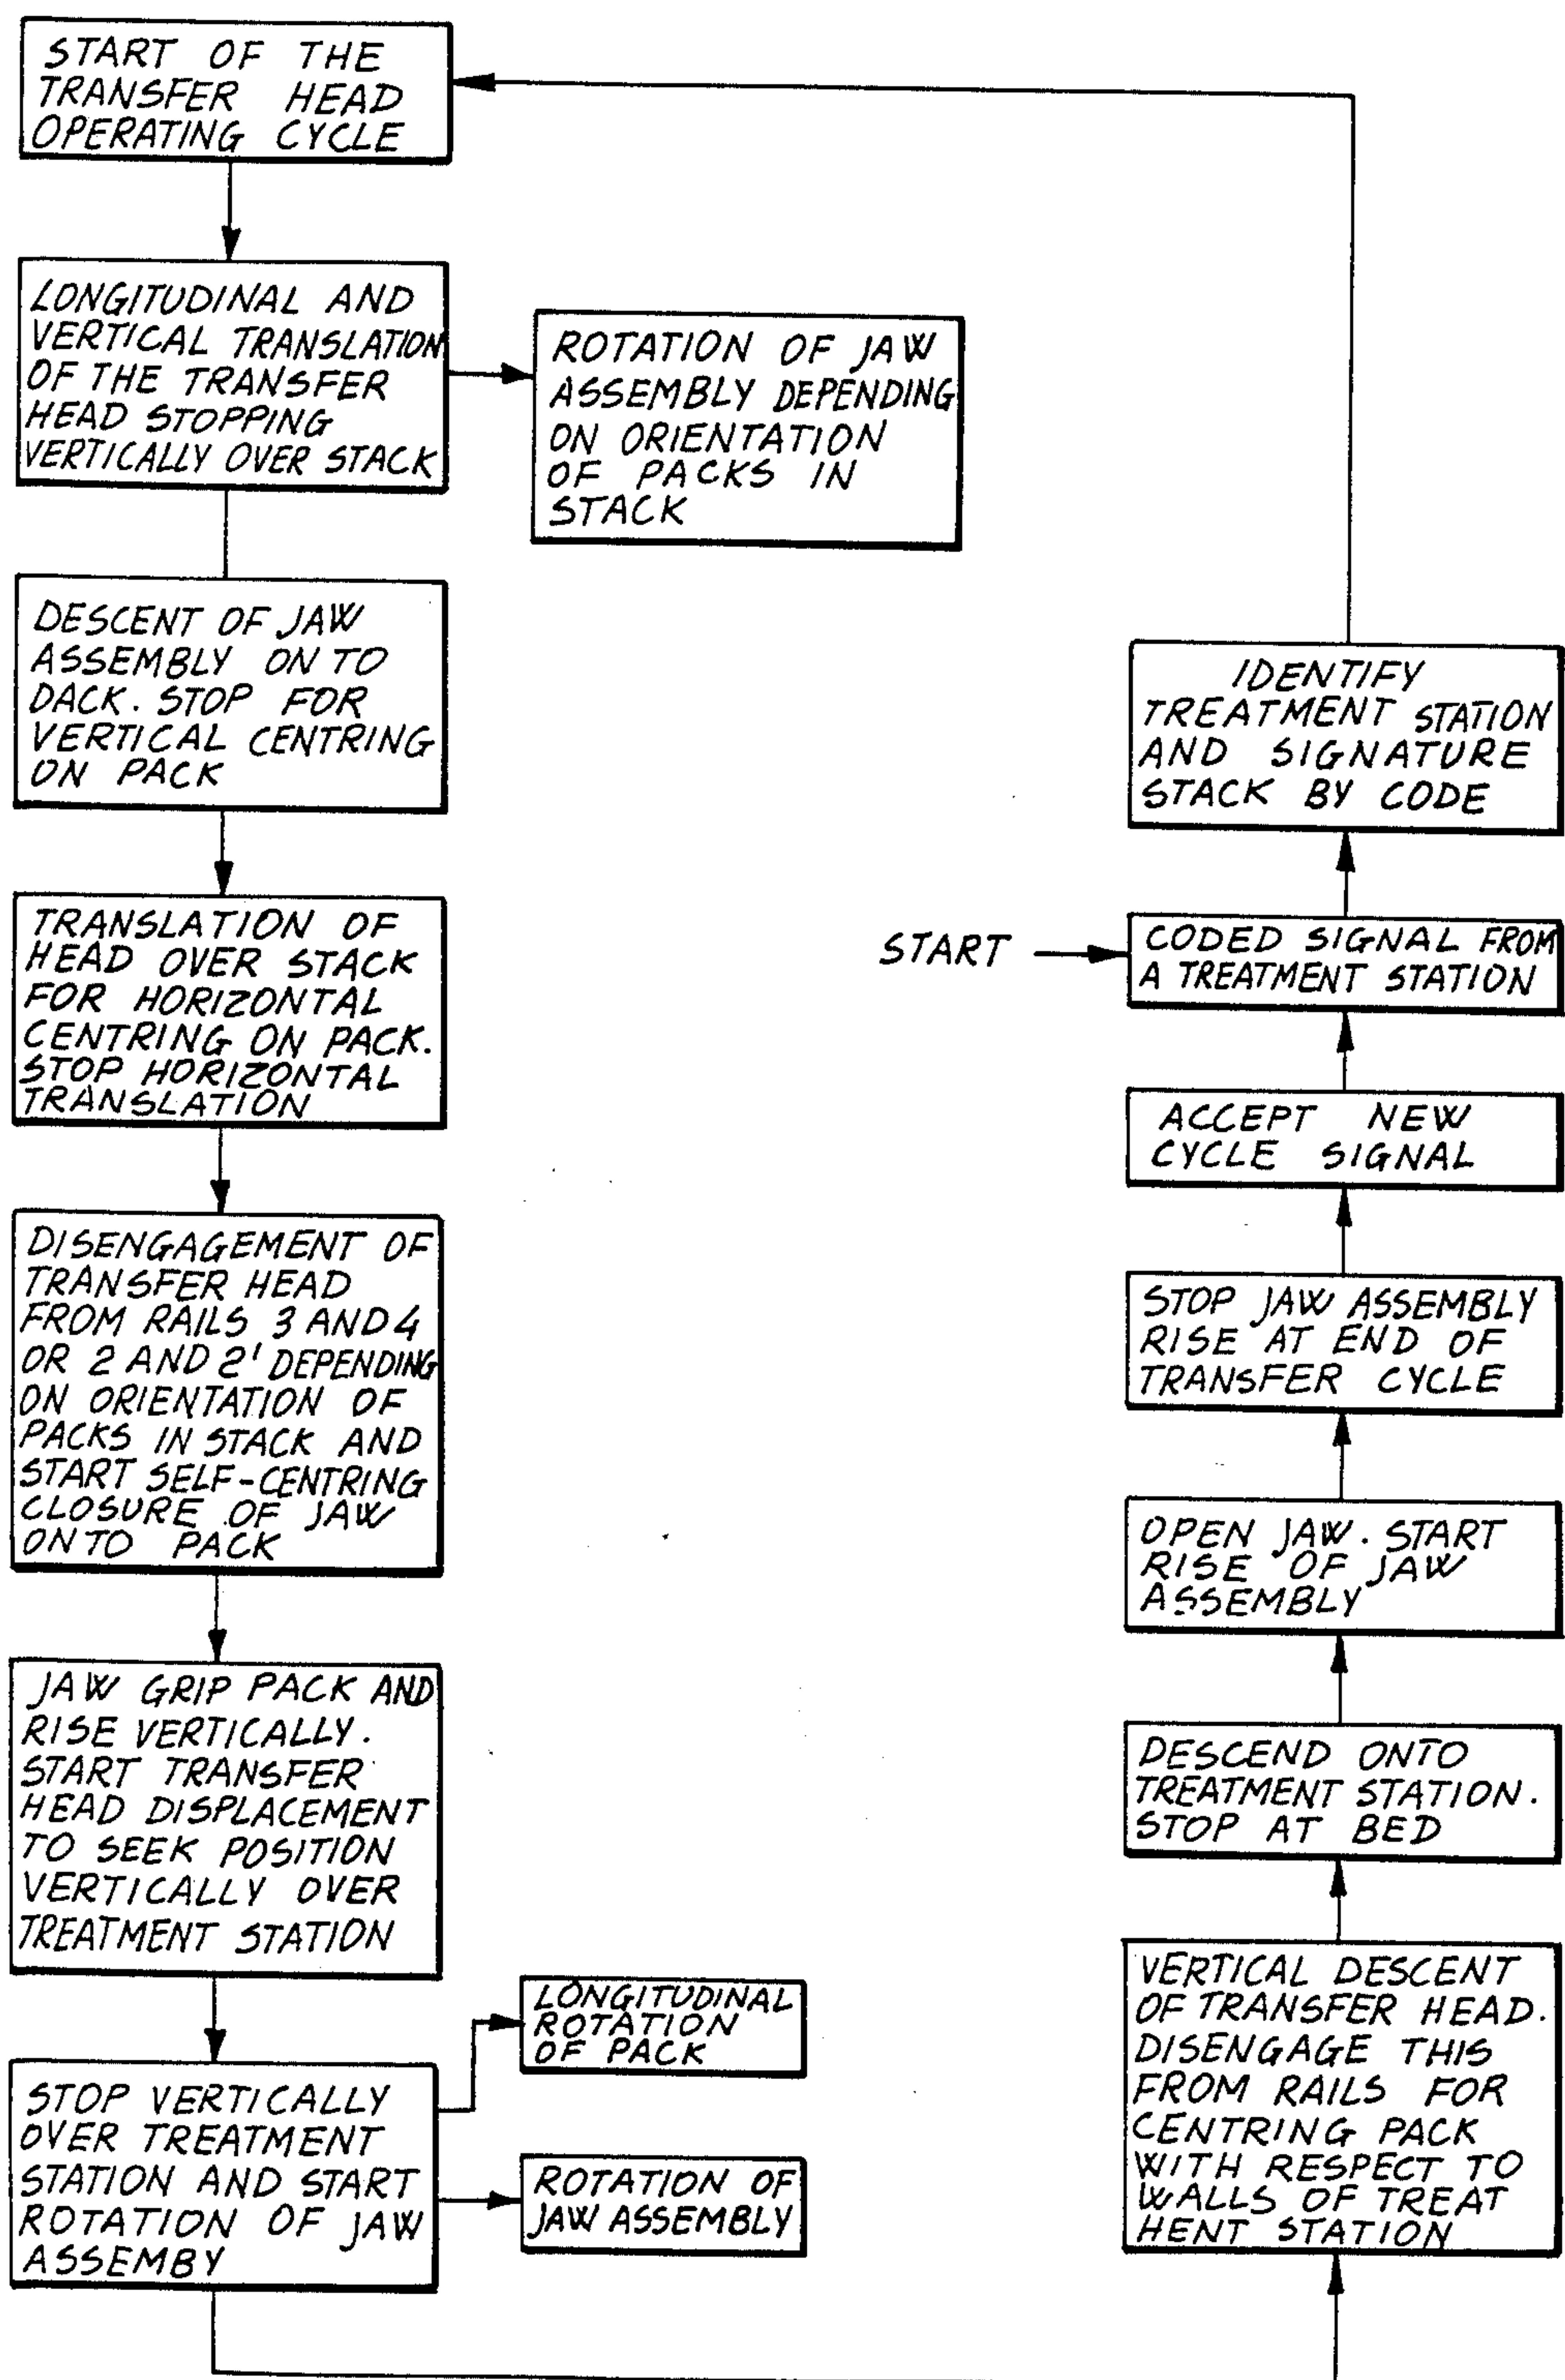 START OF THE
TRANSFER HEAD
OPERATING CYCLE
LONGITUDINAL AND
VERTICAL TRANSLATION
OF THE TRANSFER
HEAD STOPPING
VERTICALLY OVER STACK
ROTATION OF JAW
ASSEMBLY DEPENDING
ON ORIENTATION
OF PACKS IN
STACK
DESCENT OF JAW
ASSEMBLY ON TO
DACK. STOP FOR
VERTICAL CENTRING
ON PACK
TRANSLATION OF
HEAD OVER STACK
FOR HORIZONTAL
CENTRING ON PACK.
STOP HORIZONTAL
TRANSLATION
DISENGAGEMENT OF
TRANSFER HEAD
FROM RAILS 3 AND 4
OR 2 AND 2' DEPENDING
ON ORIENTATION OF
PACKS IN STACK AND
START SELF-CENTRING
CLOSURE OF JAW
ONTO PACK
JAW GRIP PACK AND
RISE VERTICALLY.
START TRANSFER
HEAD DISPLACEMENT
TO SEEK POSITION
VERTICALLY OVER
TREATMENT STATION
STOP VERTICALLY
OVER TREATMENT
STATION AND START
ROTATION OF JAW
ASSEMBY
LONGITUDINAL
ROTATION
OF PACK
ROTATION OF
JAW ASSEMBLY
VERTICAL DESCENT
OF TRANSFER HEAD.
DISENGAGE THIS
FROM RAILS FOR
CENTRING PACK
WITH RESPECT TO
WALLS OF TREAT
HENT STATION
DESCEND ONTO
TREATMENT STATION.
STOP AT BED
OPEN JAW. START
RISE OF JAW
ASSEMBLY
STOP JAW ASSEMBLY
RISE AT END OF
TRANSFER CYCLE
ACCEPT NEW
CYCLE SIGNAL
START
CODED SIGNAL FROM
A TREATMENT STATION
IDENTIFY
TREATMENT STATION
AND SIGNATURE
STACK BY CODE